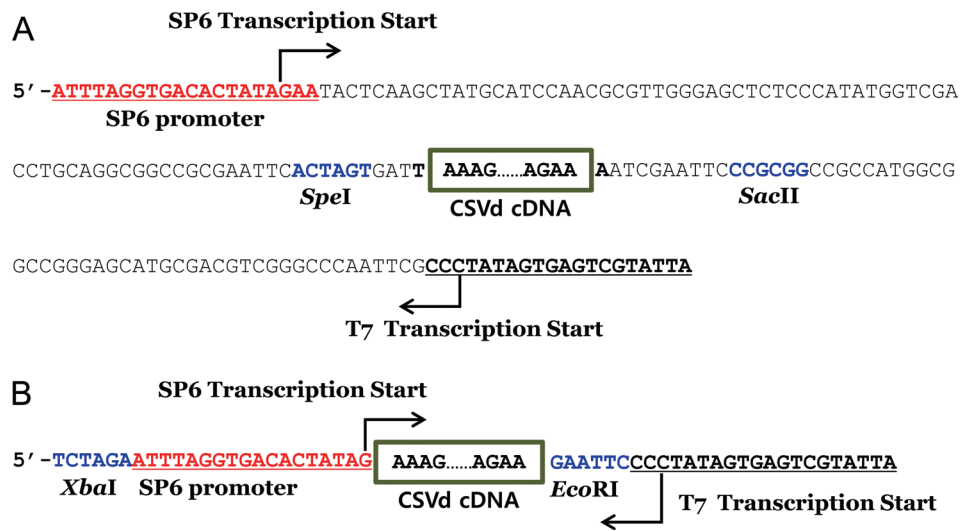 A
SP6 Transcription Start
5′-ATTTAGGTGACACTATAGAATACTCAAGCTATGCATCCAACGCGTTGGGAGCTCTCCCATATGGTCGA
SP6 promoter
CCTGCAGGCGGCCGCGAATTCACTAGTGATT AAAG......AGAA AATCGAATTCCCGCGGCCGCCATGGCG
SpeI CSVd cDNA SacII
GCCGGGAGCATGCGACGTCGGGCCCAATTCGCCCTATAGTGAGTCGTATTA
T7 Transcription Start
B
SP6 Transcription Start
5′-TCTAGAATTTAGGTGACACTATAG AAAG......AGAA GAATTCCCCTATAGTGAGTCGTATTA
XbaI SP6 promoter CSVd cDNA EcoRI T7 Transcription Start